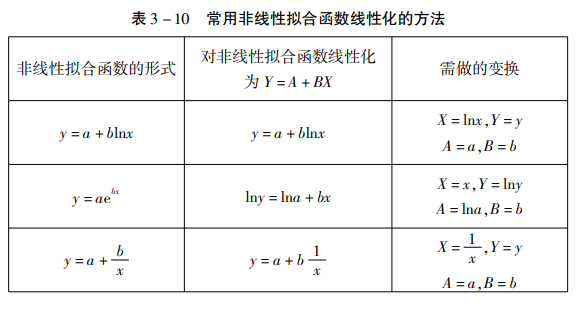 表 3-10 常用非线性拟合函数线性化的方法
非线性拟合函数的形式
对非线性拟合函数线性化
为 Y = A + BX
需做的变换
y = a + blnx
y = a + blnx
X = lnx, Y = y
A = a, B = b
y = ae^{bx}
lny = lna + bx
X = x, Y = lny
A = lna, B = b
y = a + \frac{b}{x}
y = a + b \frac{1}{x}
X = \frac{1}{x}, Y = y
A = a, B = b